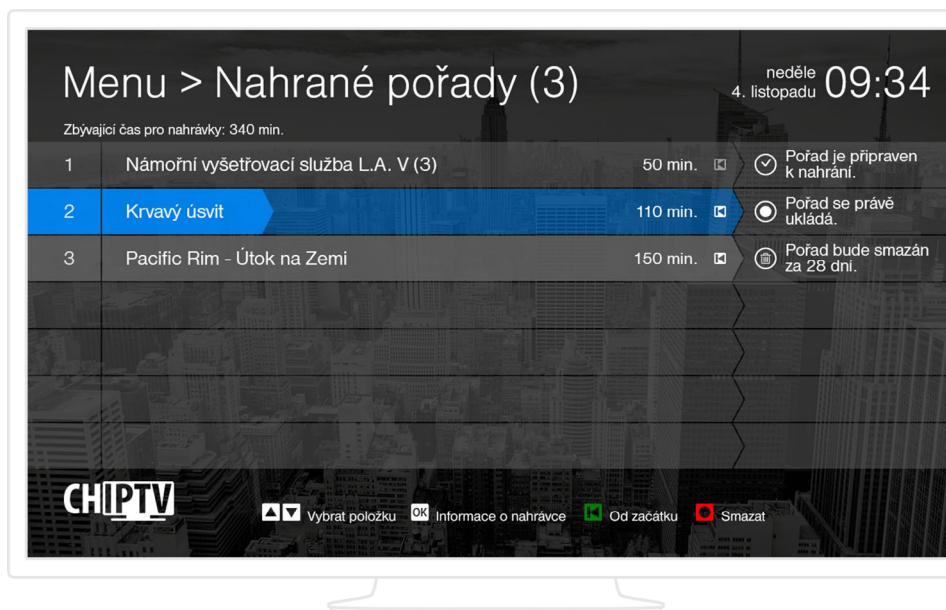 Menu > Nahrané pořady (3)
neděle
4. listopadu 09:34
Zbývající čas pro nahrávky: 340 min.
1 Námořní vyšetřovací služba L.A. V (3) 50 min. Pořad je připraven
k nahrání.
2 Krvavý úsvit 110 min. Pořad se právě
ukládá.
3 Pacific Rim - Útok na Zemi 150 min. Pořad bude smazán
za 28 dní.
CHIPTV
Vybrat položku OK Informace o nahrávce Od začátku Smazat